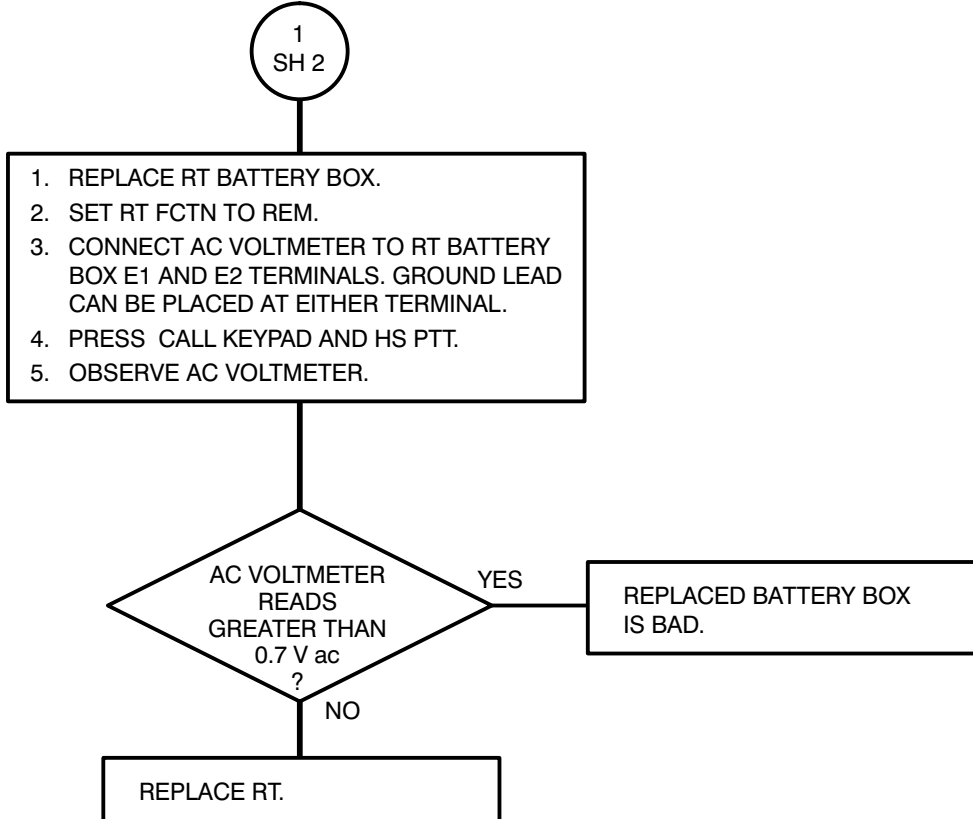 1
SH 2
1. REPLACE RT BATTERY BOX.
2. SET RT FCTN TO REM.
3. CONNECT AC VOLTMETER TO RT BATTERY
BOX E1 AND E2 TERMINALS. GROUND LEAD
CAN BE PLACED AT EITHER TERMINAL.
4. PRESS CALL KEYPAD AND HS PTT.
5. OBSERVE AC VOLTMETER.
AC VOLTMETER
READS
GREATER THAN
0.7 V ac
?
YES
REPLACED BATTERY BOX
IS BAD.
NO
REPLACE RT.